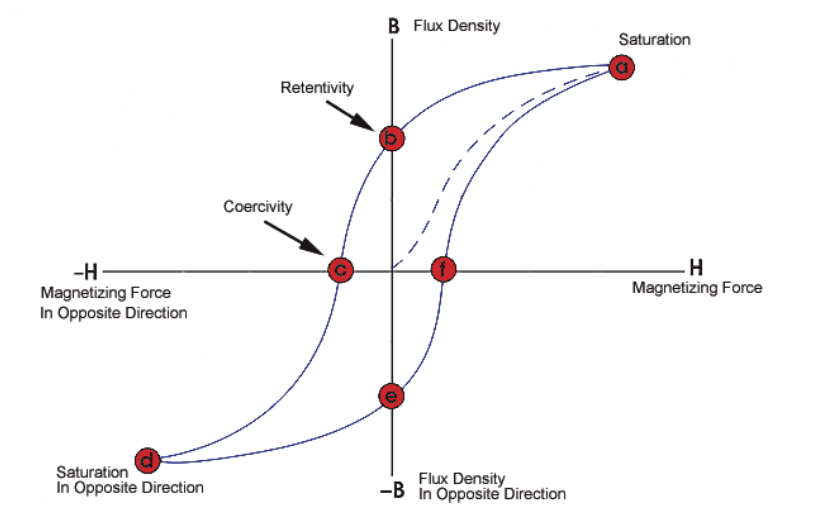 B Flux Density
Saturation
a
Retentivity
b
Coercivity
c
f
–H
H
Magnetizing Force
In Opposite Direction
Magnetizing Force
e
d
Saturation
In Opposite Direction
–B
Flux Density
In Opposite Direction